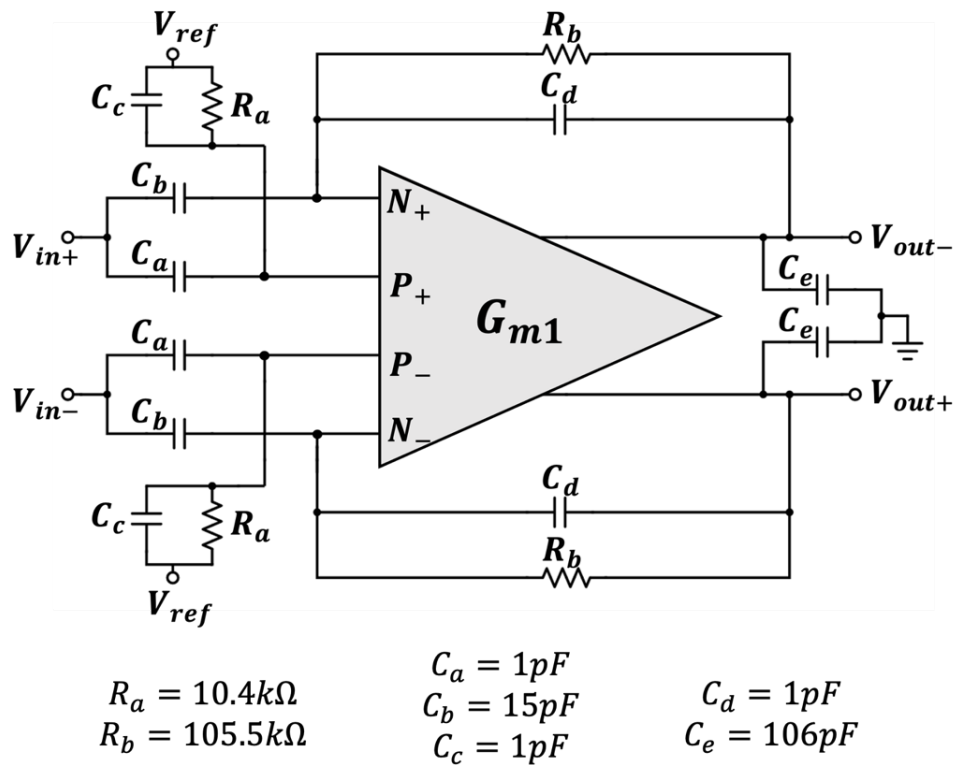 V_ref
R_b
C_c
R_a
C_d
C_b
N_+
V_in+
V_out−
C_a
P_+
C_e
G_m1
C_a
C_e
P_−
V_in−
V_out+
C_b
N_−
C_d
C_c
R_a
R_b
V_ref
R_a = 10.4kΩ
R_b = 105.5kΩ
C_a = 1pF
C_b = 15pF
C_c = 1pF
C_d = 1pF
C_e = 106pF